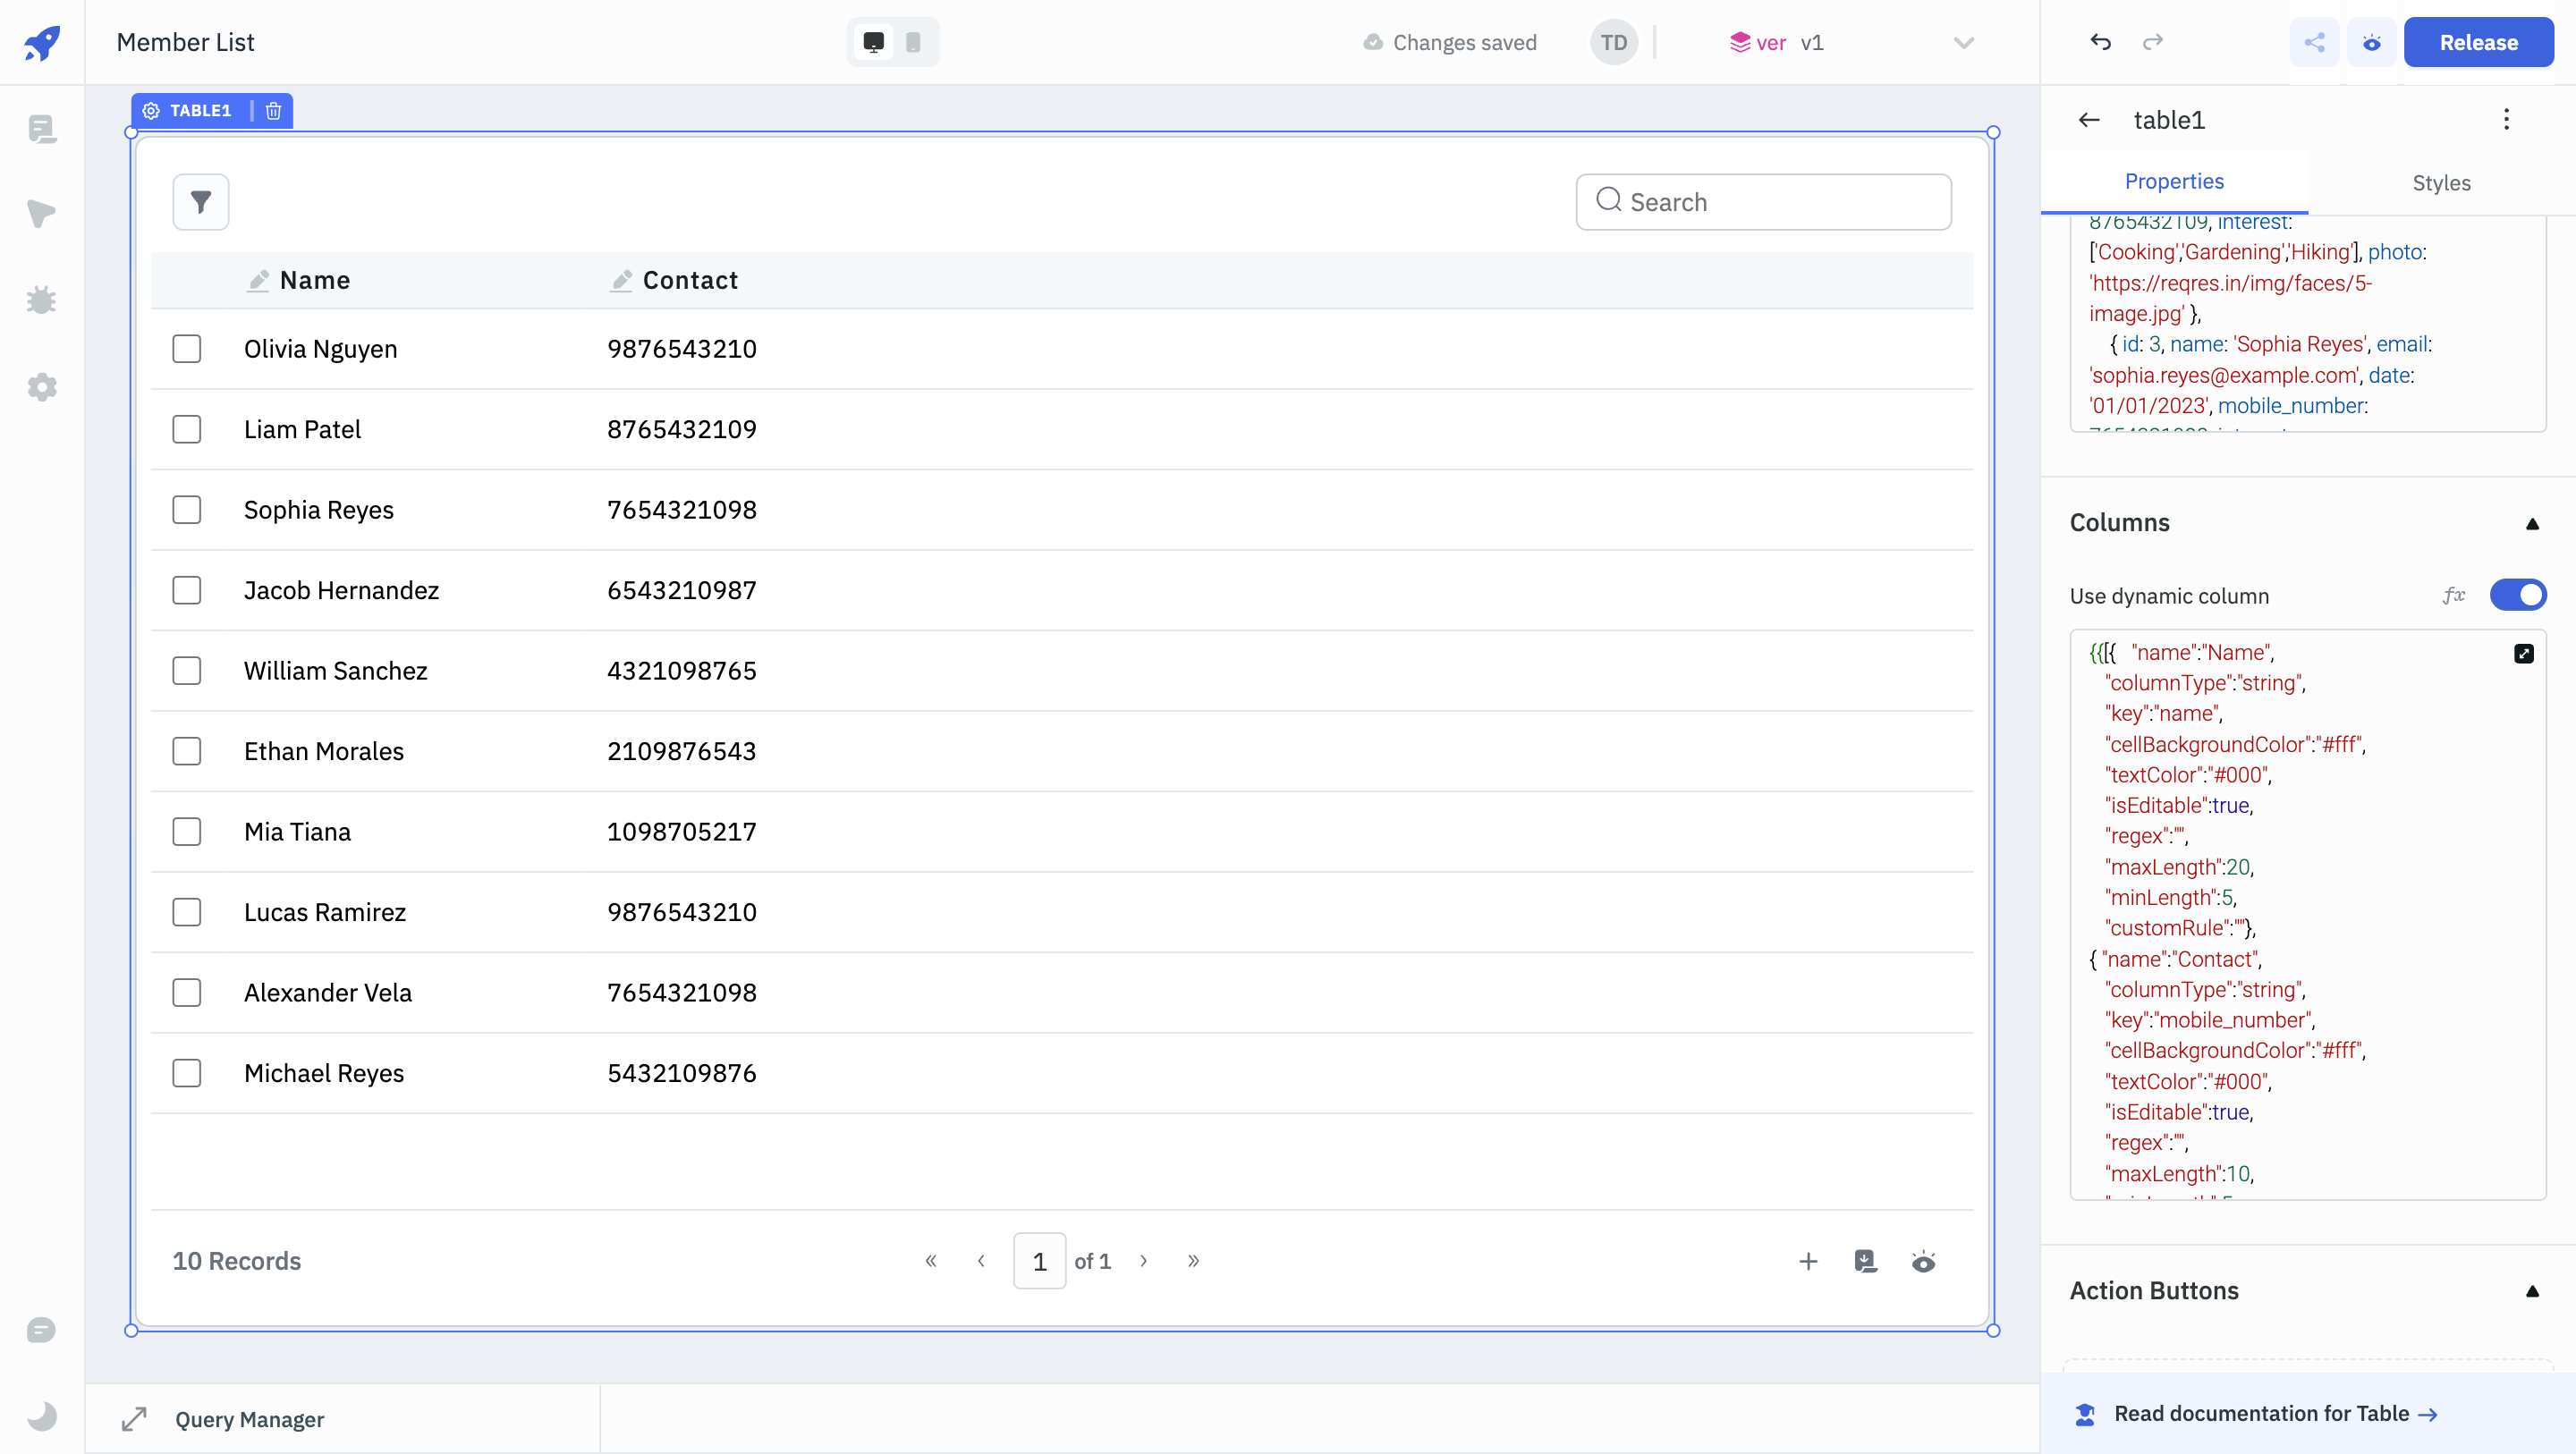 Member List
Changes saved
TD
ver v1
Release
TABLE1
Search
Name Contact
Olivia Nguyen 9876543210
Liam Patel 8765432109
Sophia Reyes 7654321098
Jacob Hernandez 6543210987
William Sanchez 4321098765
Ethan Morales 2109876543
Mia Tiana 1098705217
Lucas Ramirez 9876543210
Alexander Vela 7654321098
Michael Reyes 5432109876
10 Records
« ‹ 1 of 1 › »
Query Manager
table1
Properties Styles
8765432109, interest:
['Cooking','Gardening','Hiking'], photo:
'https://reqres.in/img/faces/5-
image.jpg' },
{ id: 3, name: 'Sophia Reyes', email:
'sophia.reyes@example.com', date:
'01/01/2023', mobile_number:
Columns
Use dynamic column fx
{{[{ "name":"Name",
"columnType":"string",
"key":"name",
"cellBackgroundColor":"#fff",
"textColor":"#000",
"isEditable":true,
"regex":"",
"maxLength":20,
"minLength":5,
"customRule":""},
{ "name":"Contact",
"columnType":"string",
"key":"mobile_number",
"cellBackgroundColor":"#fff",
"textColor":"#000",
"isEditable":true,
"regex":"",
"maxLength":10,
Action Buttons
Read documentation for Table →